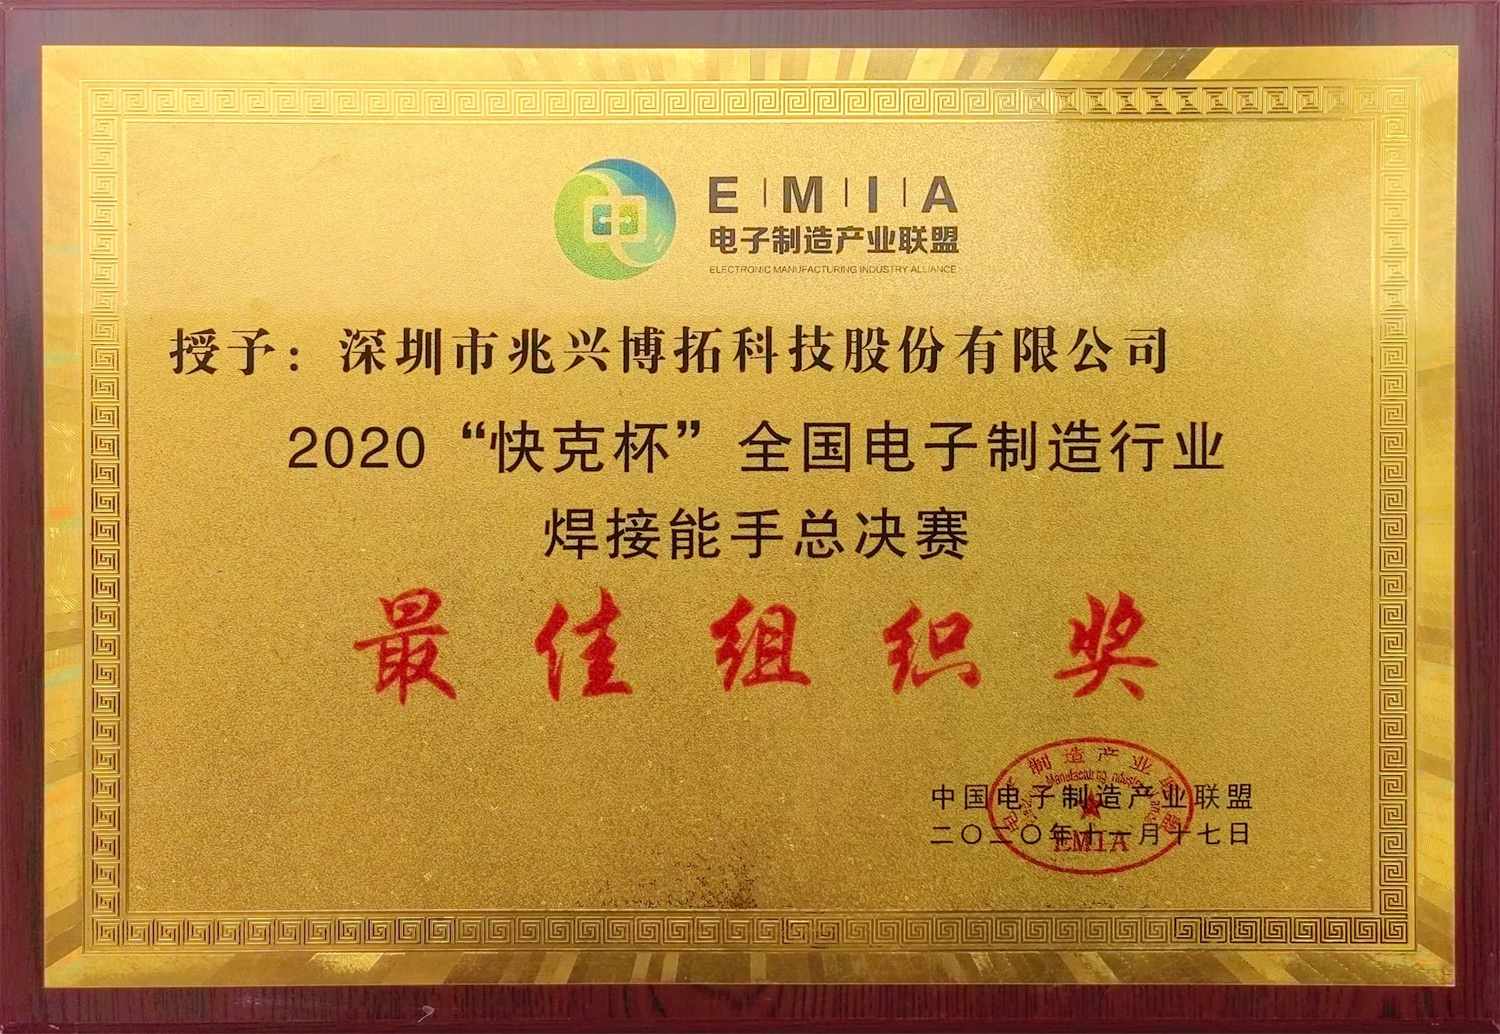 E | M | I | A
电子制造产业联盟
ELECTRONIC MANUFACTURING INDUSTRY ALLIANCE
授予：深圳市兆兴博拓科技股份有限公司
2020“快克杯”全国电子制造行业
焊接能手总决赛
最佳组织奖
中国电子制造产业联盟
二〇二〇年十一月十七日
EMIA